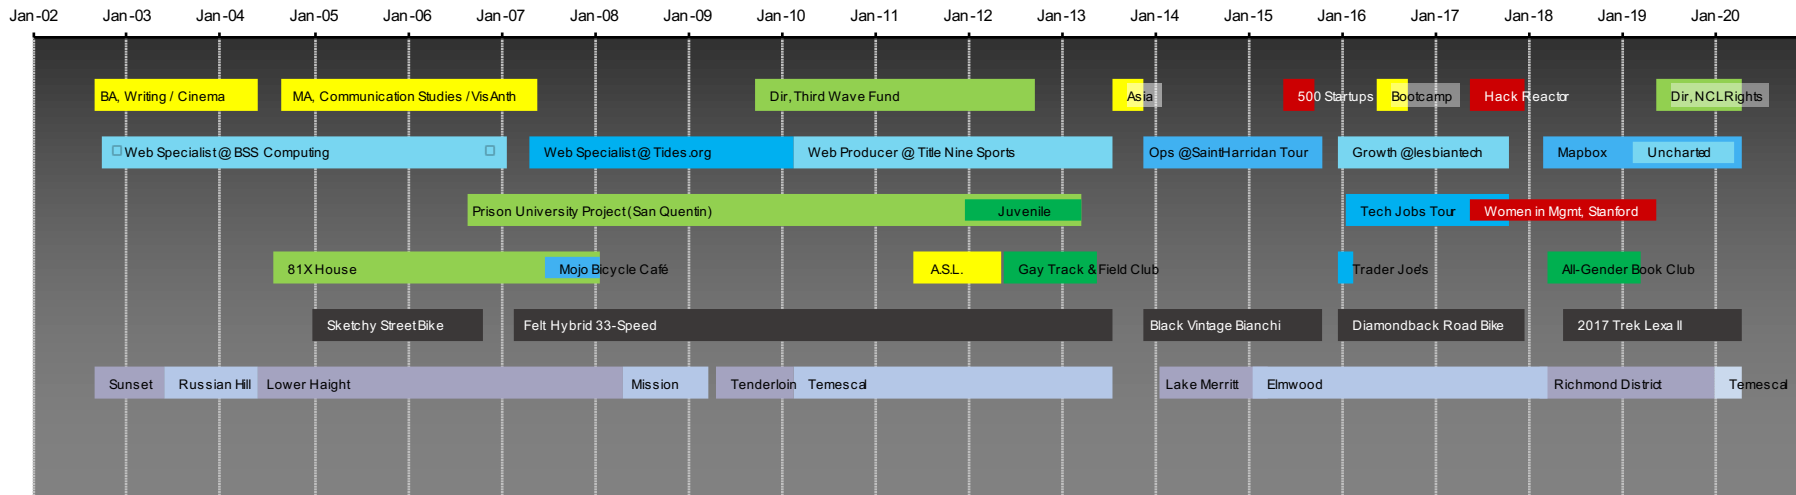 Jan-02 Jan-03 Jan-04 Jan-05 Jan-06 Jan-07 Jan-08 Jan-09 Jan-10 Jan-11 Jan-12 Jan-13 Jan-14 Jan-15 Jan-16 Jan-17 Jan-18 Jan-19 Jan-20
BA, Writing / Cinema MA, Communication Studies / VisAnth Dir, Third Wave Fund Asia 500 Startups Bootcamp Hack Reactor Dir, NCLRights
Web Specialist @ BSS Computing Web Specialist @ Tides.org Web Producer @ Title Nine Sports Ops @SaintHarridan Tour Growth @lesbiantech Mapbox Uncharted
Prison University Project (San Quentin) Juvenile Tech Jobs Tour Women in Mgmt, Stanford
81X House Mojo Bicycle Café A.S.L. Gay Track & Field Club Trader Joe's All-Gender Book Club
Sketchy Street Bike Felt Hybrid 33-Speed Black Vintage Bianchi Diamondback Road Bike 2017 Trek Lexa II
Sunset Russian Hill Lower Haight Mission Tenderloin Temescal Lake Merritt Elmwood Richmond District Temescal